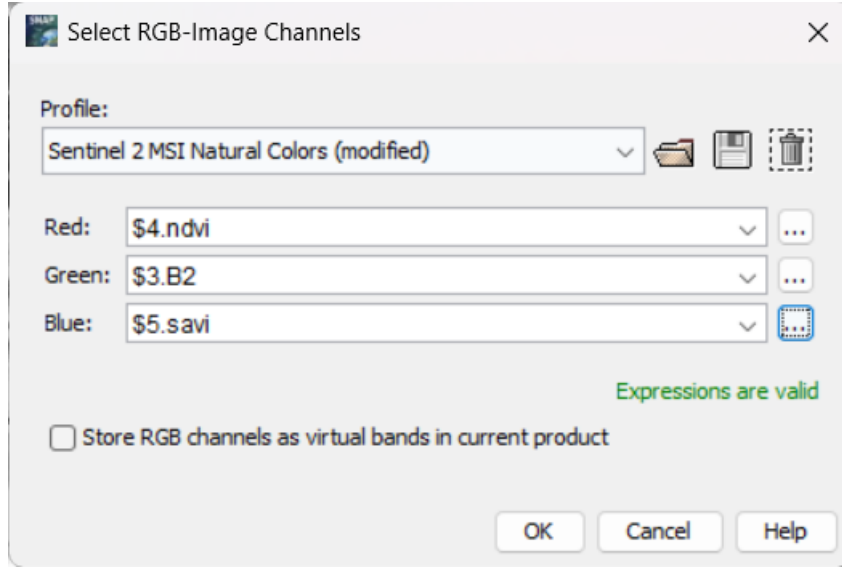 SNAP
Select RGB-Image Channels
Profile:
Sentinel 2 MSI Natural Colors (modified)
Red: $4.ndvi ...
Green: $3.B2 ...
Blue: $5.savi ...
Expressions are valid
Store RGB channels as virtual bands in current product
OK Cancel Help